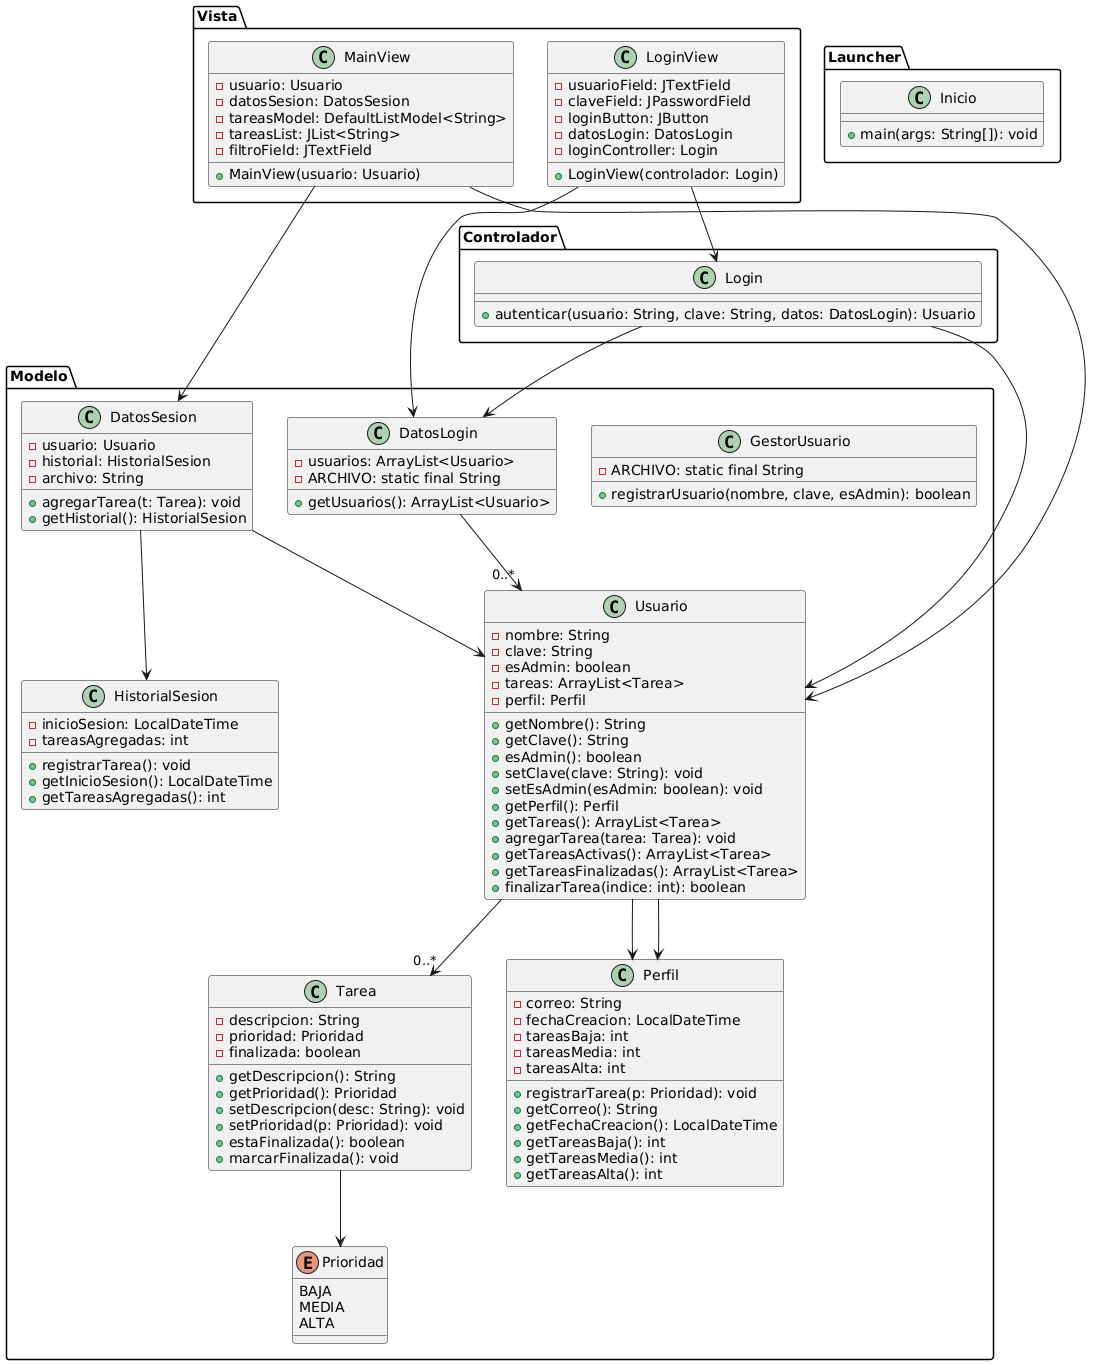 Vista
MainView
usuario: Usuario
datosSesion: DatosSesion
tareasModel: DefaultListModel<String>
tareasList: JList<String>
filtroField: JTextField
MainView(usuario: Usuario)
LoginView
usuarioField: JTextField
claveField: JPasswordField
loginButton: JButton
datosLogin: DatosLogin
loginController: Login
LoginView(controlador: Login)
Launcher
Inicio
main(args: String[]): void
Controlador
Login
autenticar(usuario: String, clave: String, datos: DatosLogin): Usuario
Modelo
DatosSesion
usuario: Usuario
historial: HistorialSesion
archivo: String
agregarTarea(t: Tarea): void
getHistorial(): HistorialSesion
DatosLogin
usuarios: ArrayList<Usuario>
ARCHIVO: static final String
getUsuarios(): ArrayList<Usuario>
GestorUsuario
ARCHIVO: static final String
registrarUsuario(nombre, clave, esAdmin): boolean
0..*
Usuario
nombre: String
clave: String
esAdmin: boolean
tareas: ArrayList<Tarea>
perfil: Perfil
getNombre(): String
getClave(): String
esAdmin(): boolean
setClave(clave: String): void
setEsAdmin(esAdmin: boolean): void
getPerfil(): Perfil
getTareas(): ArrayList<Tarea>
agregarTarea(tarea: Tarea): void
getTareasActivas(): ArrayList<Tarea>
getTareasFinalizadas(): ArrayList<Tarea>
finalizarTarea(indice: int): boolean
HistorialSesion
inicioSesion: LocalDateTime
tareasAgregadas: int
registrarTarea(): void
getInicioSesion(): LocalDateTime
getTareasAgregadas(): int
0..*
Tarea
descripcion: String
prioridad: Prioridad
finalizada: boolean
getDescripcion(): String
getPrioridad(): Prioridad
setDescripcion(desc: String): void
setPrioridad(p: Prioridad): void
estaFinalizada(): boolean
marcarFinalizada(): void
Perfil
correo: String
fechaCreacion: LocalDateTime
tareasBaja: int
tareasMedia: int
tareasAlta: int
registrarTarea(p: Prioridad): void
getCorreo(): String
getFechaCreacion(): LocalDateTime
getTareasBaja(): int
getTareasMedia(): int
getTareasAlta(): int
Prioridad
BAJA
MEDIA
ALTA